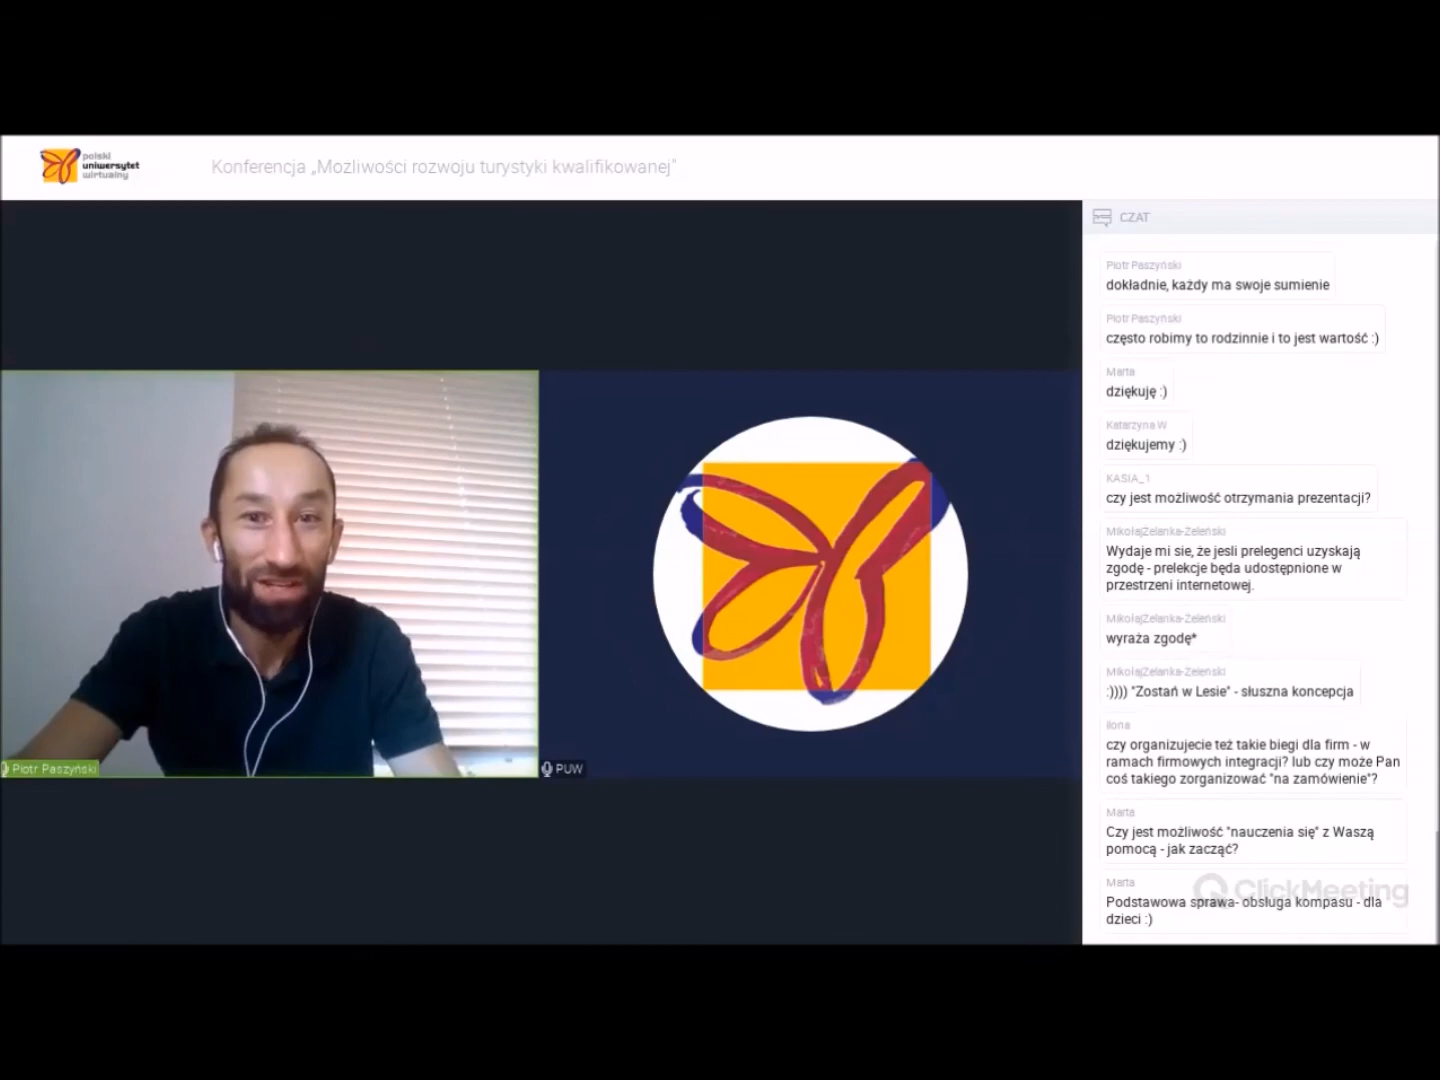 polski
uniwersytet
wirtualny
Konferencja „Mozliwości rozwoju turystyki kwalifikowanej"
CZAT
Piotr Paszyński
dokładnie, każdy ma swoje sumienie
Piotr Paszyński
często robimy to rodzinnie i to jest wartość :)
Marta
dziękuję :)
Katarzyna W
dziękujemy :)
KASIA_1
czy jest możliwość otrzymania prezentacji?
MikołajZelanka-Zeleński
Wydaje mi sie, że jesli prelegenci uzyskają
zgodę - prelekcje będa udostępnione w
przestrzeni internetowej.
MikołajZelanka-Zeleński
wyraża zgodę*
MikołajZelanka-Zeleński
:)))) "Zostań w Lesie" - słuszna koncepcja
Ilona
czy organizujecie też takie biegi dla firm - w
ramach firmowych integracji? lub czy może Pan
coś takiego zorganizować "na zamówienie"?
Marta
Czy jest możliwość "nauczenia się" z Waszą
pomocą - jak zacząć?
Marta
Podstawowa sprawa- obsługa kompasu - dla
dzieci :)
ClickMeeting
Piotr Paszyński
PUW